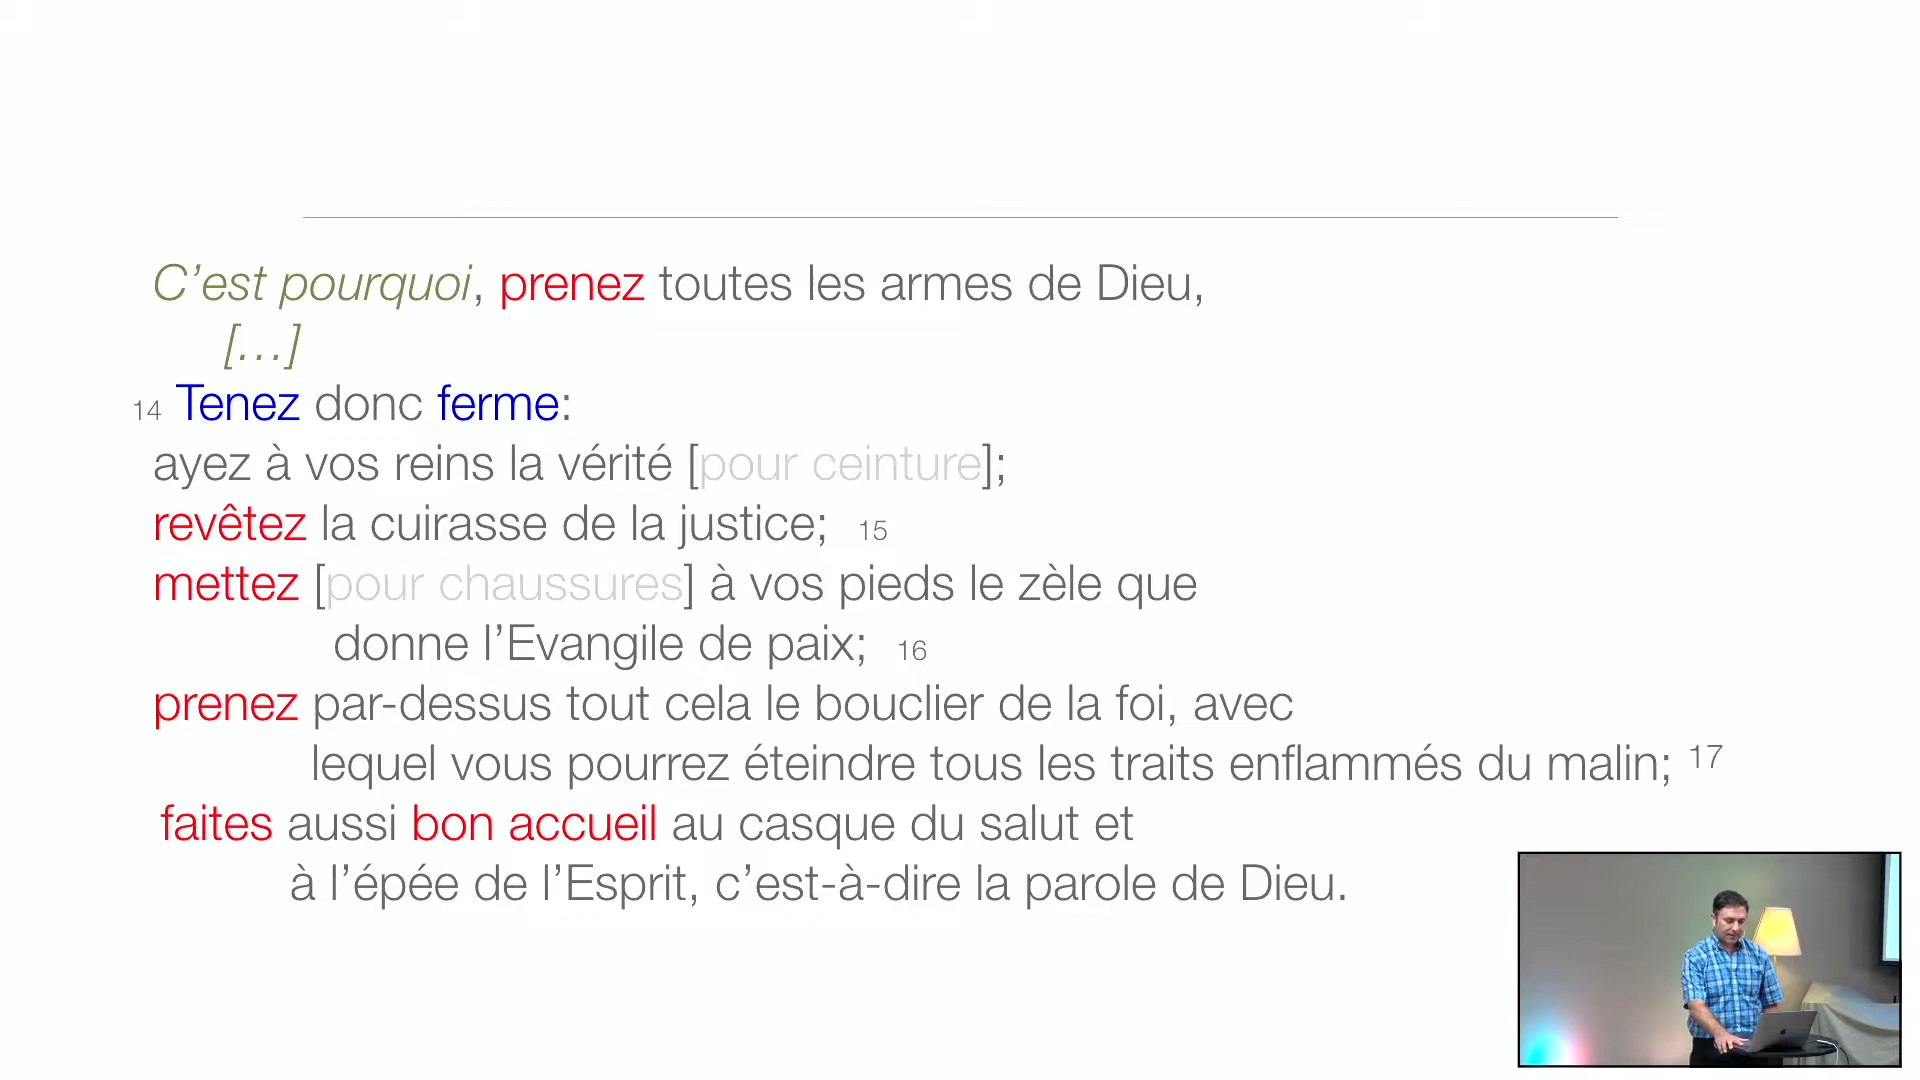 C’est pourquoi, prenez toutes les armes de Dieu,
[…]
14 Tenez donc ferme:
ayez à vos reins la vérité [pour ceinture];
revêtez la cuirasse de la justice; 15
mettez [pour chaussures] à vos pieds le zèle que
donne l’Evangile de paix; 16
prenez par-dessus tout cela le bouclier de la foi, avec
lequel vous pourrez éteindre tous les traits enflammés du malin; 17
faites aussi bon accueil au casque du salut et
à l’épée de l’Esprit, c’est-à-dire la parole de Dieu.